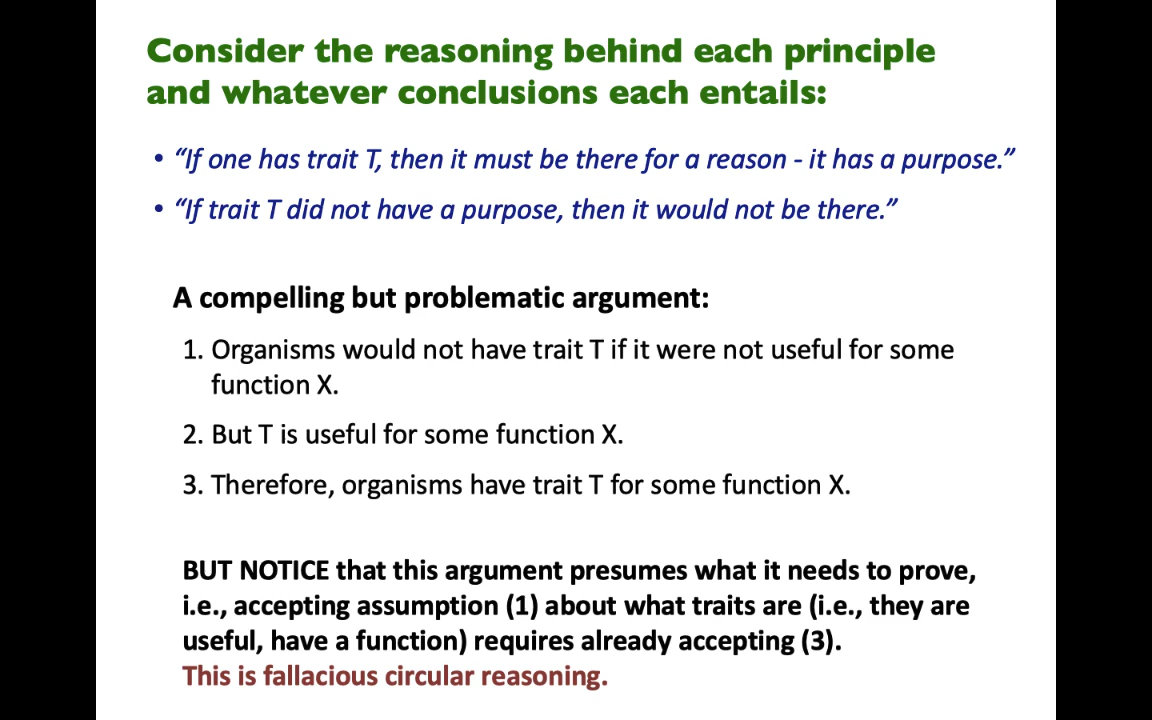 Consider the reasoning behind each principle
and whatever conclusions each entails:
• “If one has trait T, then it must be there for a reason - it has a purpose.”
• “If trait T did not have a purpose, then it would not be there.”
A compelling but problematic argument:
1. Organisms would not have trait T if it were not useful for some
function X.
2. But T is useful for some function X.
3. Therefore, organisms have trait T for some function X.
BUT NOTICE that this argument presumes what it needs to prove,
i.e., accepting assumption (1) about what traits are (i.e., they are
useful, have a function) requires already accepting (3).
This is fallacious circular reasoning.